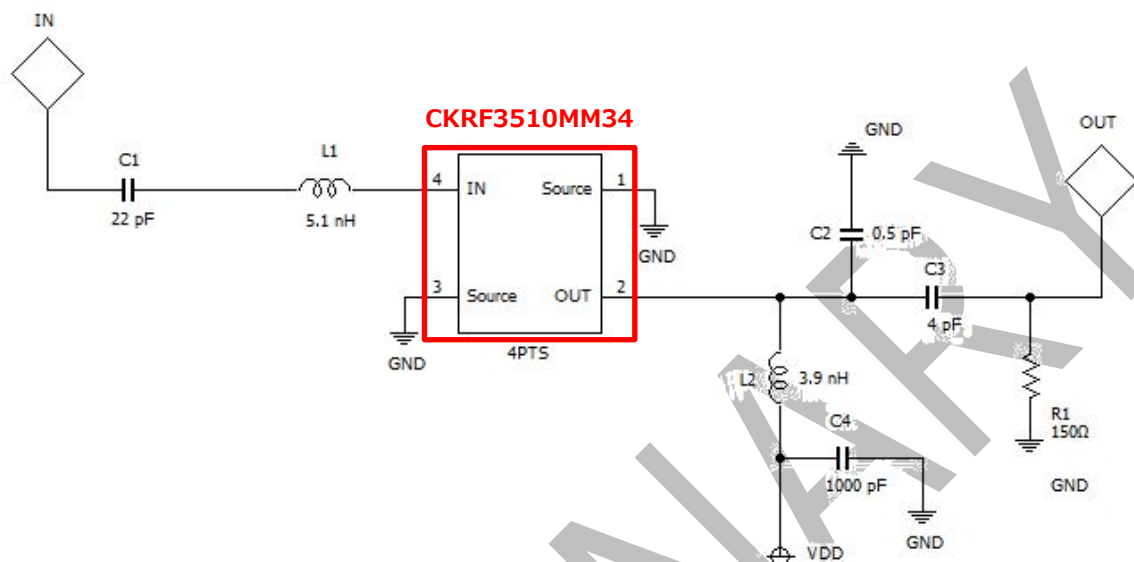 IN
CKRF3510MM34
GND
OUT
C1
22 pF
L1
5.1 nH
4
IN
Source
1
GND
C2
0.5 pF
C3
4 pF
3
Source
OUT
2
GND
4PTS
L2
3.9 nH
R1
150Ω
C4
1000 pF
GND
GND
VDD